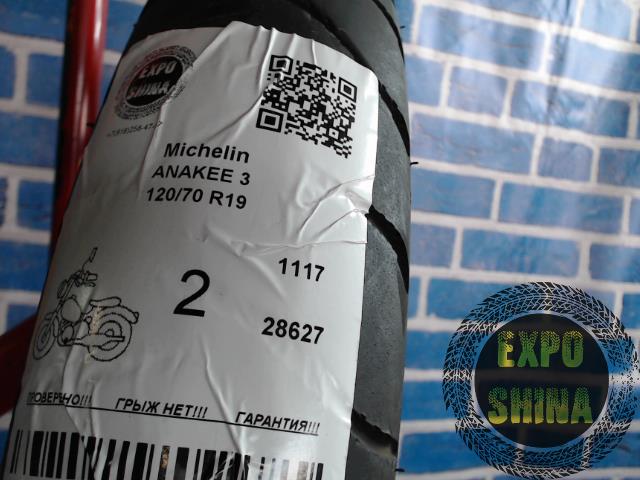 EXPO
SHINA
Michelin
ANAKEE 3
120/70 R19
1117
2
28627
ПРОВЕРЕНО!!! ГРЫЖ НЕТ!!! ГАРАНТИЯ!!!
EXPO
SHINA